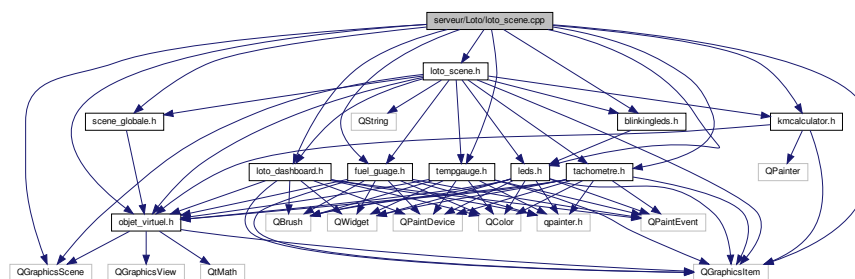 serveur/Loto/loto_scene.cpp
loto_scene.h
scene_globale.h
QString
blinkingleds.h
kmcalculator.h
loto_dashboard.h
fuel_guage.h
tempgauge.h
leds.h
tachometre.h
QPainter
objet_virtuel.h
QBrush
QWidget
QPaintDevice
QColor
qpainter.h
QPaintEvent
QGraphicsScene
QGraphicsView
QtMath
QGraphicsItem